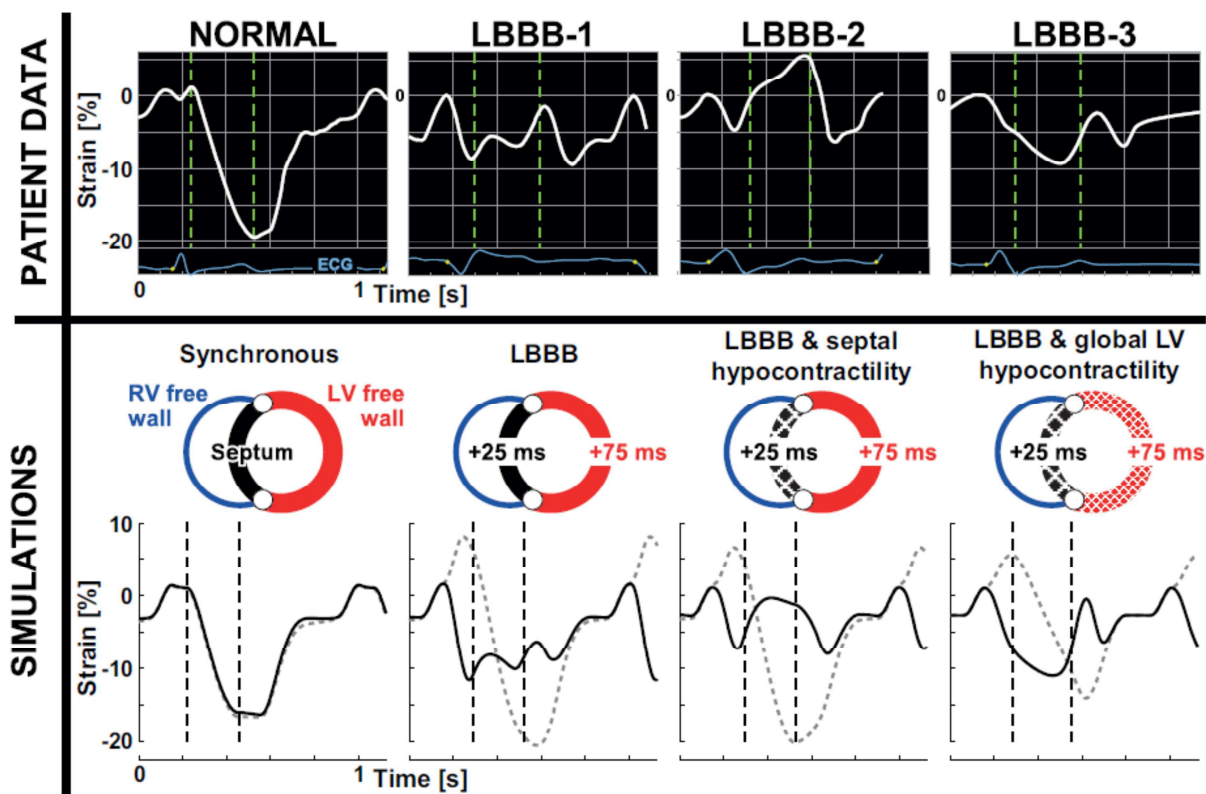 NORMAL LBBB-1 LBBB-2 LBBB-3
PATIENT DATA
Strain [%]
0
-10
-20
0
0
0
ECG
0 1 Time [s]
SIMULATIONS
Synchronous
LBBB
LBBB & septal
hypocontractility
LBBB & global LV
hypocontractility
RV free
wall
LV free
wall
Septum
+25 ms +75 ms
+25 ms +75 ms
+25 ms +75 ms
Strain [%]
10
0
-10
-20
0 1 Time [s]